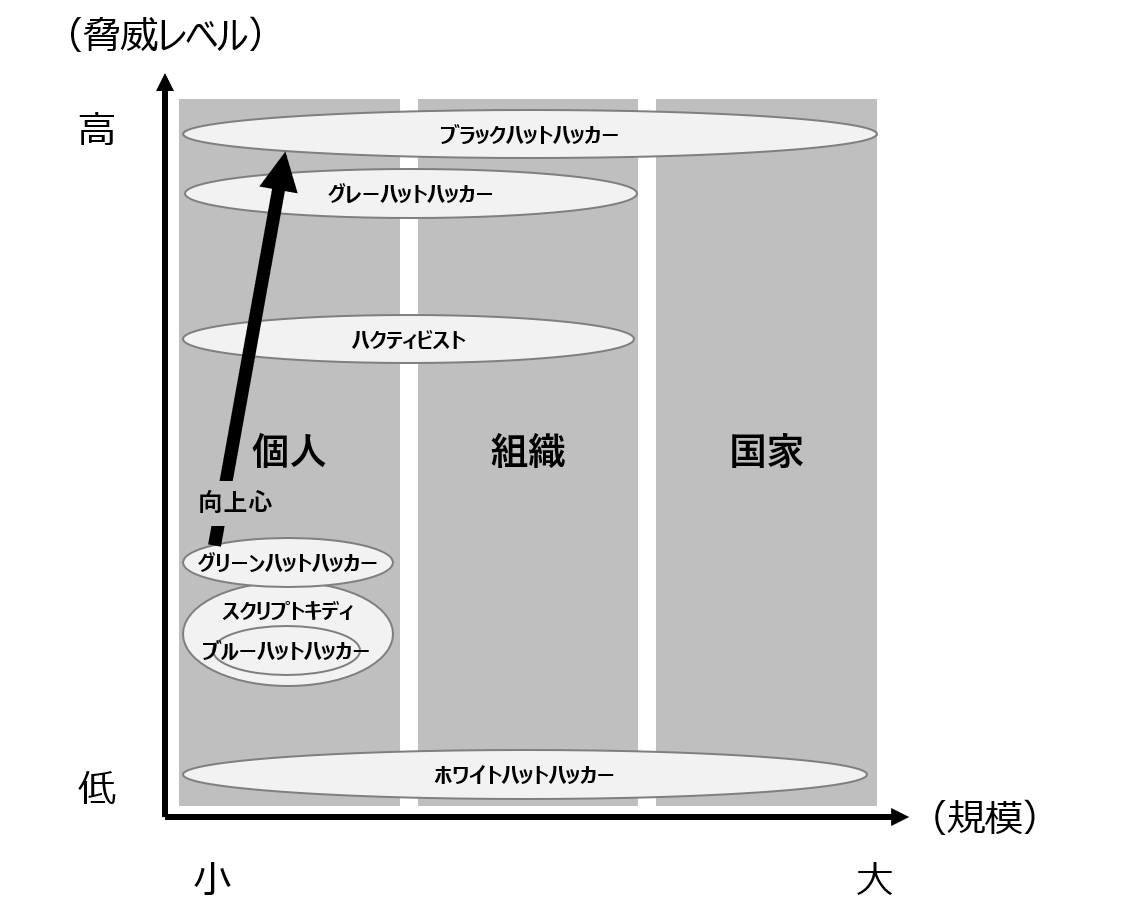 （脅威レベル）
高
ブラックハットハッカー
グレーハットハッカー
ハクティビスト
個人
組織
国家
向上心
グリーンハットハッカー
スクリプトキディ
ブルーハットハッカー
ホワイトハットハッカー
低
（規模）
小
大